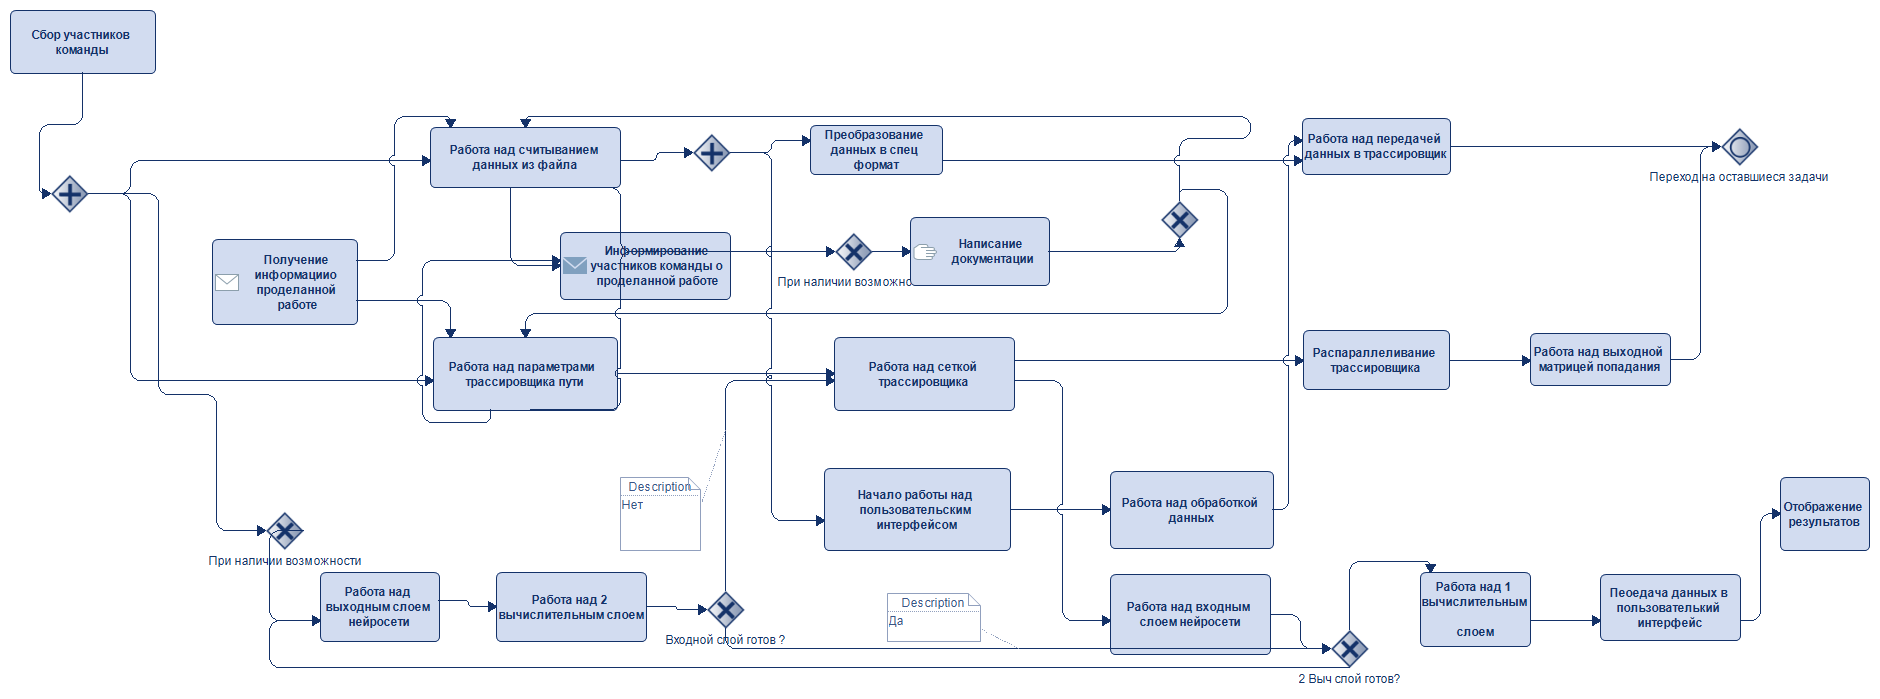 Сбор участников
команды
Работа над считыванием
данных из файла
Преобразование
данных в спец
формат
Работа над передачей
данных в трассировщик
Переход на оставшиеся задачи
Получение
информациио
проделанной
работе
Информирование
участников команды о
проделанной работе
При наличии возможно
Написание
документации
Работа над параметрами
трассировщика пути
Работа над сеткой
трассировщика
Распараллеливание
трассировщика
Работа над выходной
матрицей попадания
Description
Нет
Начало работы над
пользовательским
интерфейсом
Работа над обработкой
данных
Отображение
результатов
При наличии возможности
Работа над
выходным слоем
нейросети
Работа над 2
вычислительным слоем
Входной слой готов ?
Description
Да
Работа над входным
слоем нейросети
2 Выч слой готов?
Работа над 1
вычислительным
слоем
Пеоедача данных в
пользователький
интерфейс